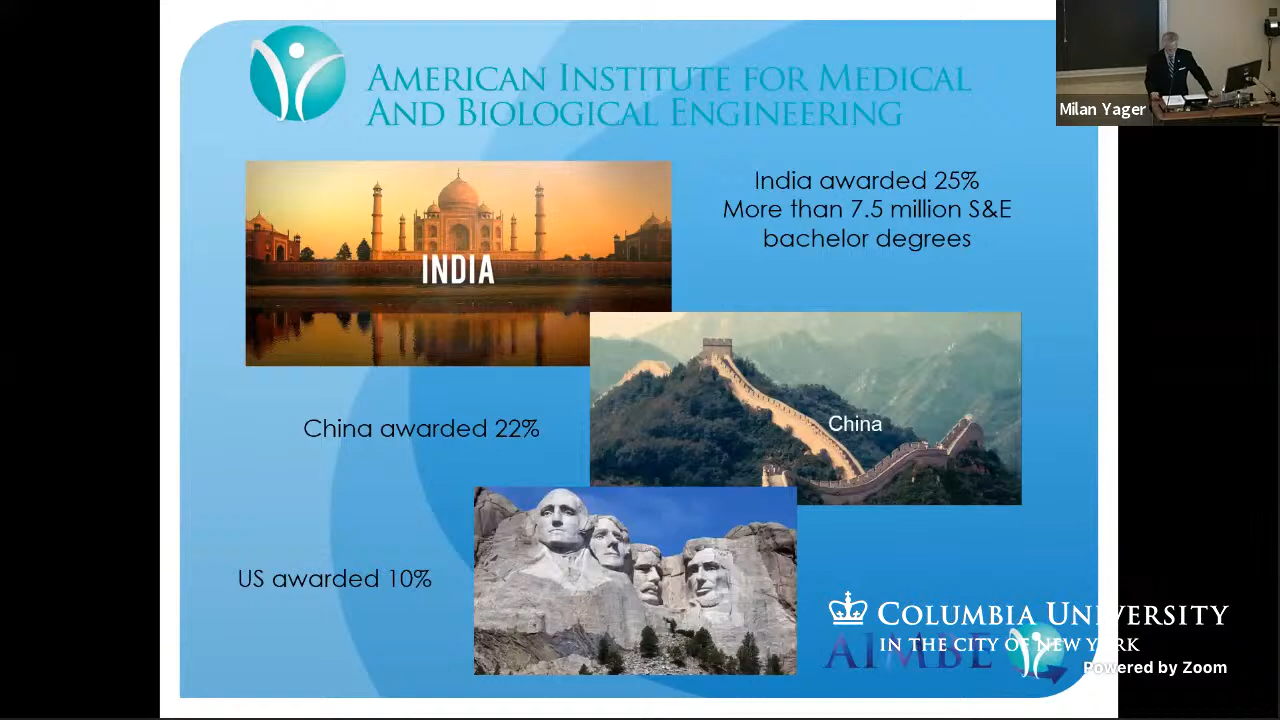 AMERICAN INSTITUTE FOR MEDICAL
AND BIOLOGICAL ENGINEERING
Milan Yager
India awarded 25%
More than 7.5 million S&E
bachelor degrees
INDIA
China
China awarded 22%
US awarded 10%
COLUMBIA UNIVERSITY
IN THE CITY OF NEW YORK
AIMBE
Powered by Zoom